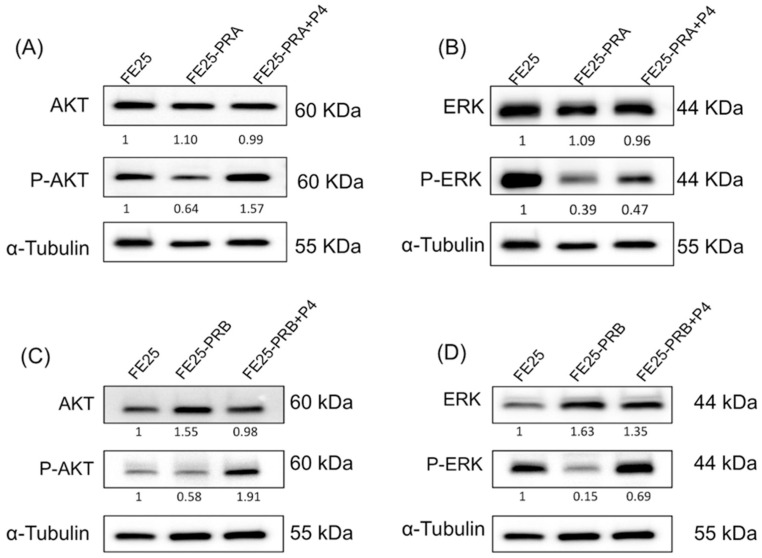 (A)
FE25 FE25-PRA FE25-PRA+P4
AKT 60 KDa
1 1.10 0.99
P-AKT 60 KDa
1 0.64 1.57
α-Tubulin 55 KDa
(B)
FE25 FE25-PRA FE25-PRA+P4
ERK 44 KDa
1 1.09 0.96
P-ERK 44 KDa
1 0.39 0.47
α-Tubulin 55 KDa
(C)
FE25 FE25-PRB FE25-PRB+P4
AKT 60 kDa
1 1.55 0.98
P-AKT 60 kDa
1 0.58 1.91
α-Tubulin 55 kDa
(D)
FE25 FE25-PRB FE25-PRB+P4
ERK 44 kDa
1 1.63 1.35
P-ERK 44 kDa
1 0.15 0.69
α-Tubulin 55 kDa